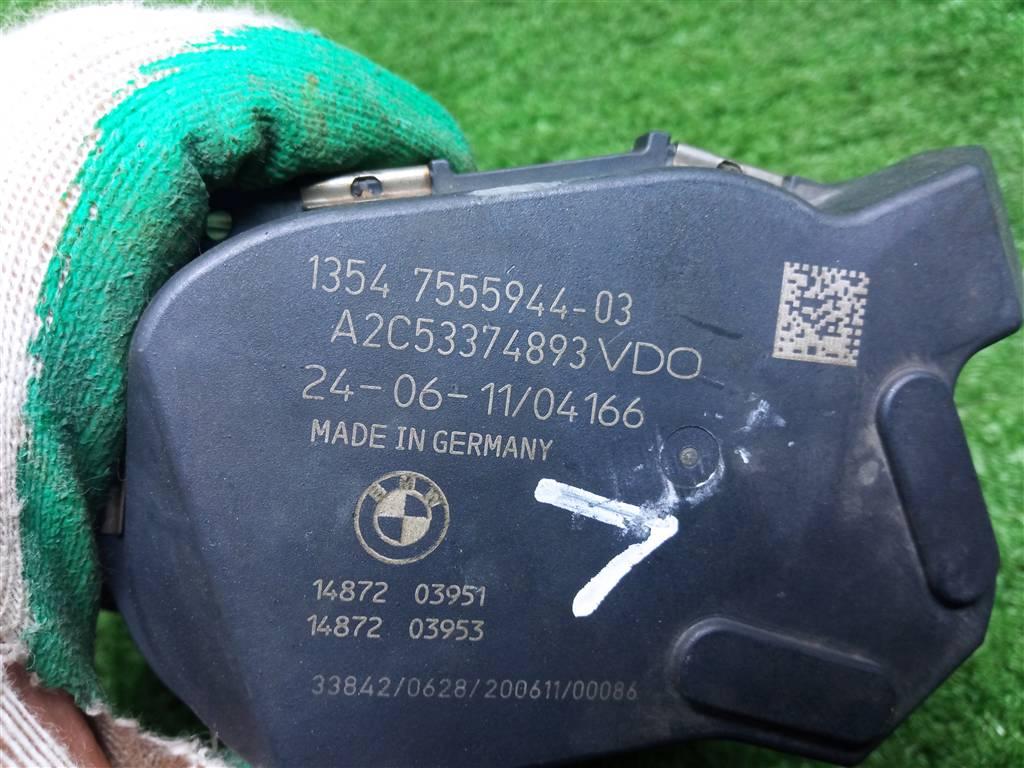 1354 7555944-03
A2C53374893 VDO
24-06-11/04166
MADE IN GERMANY
BMW
14872 03951
14872 03953
33842/0628/200611/00086
7